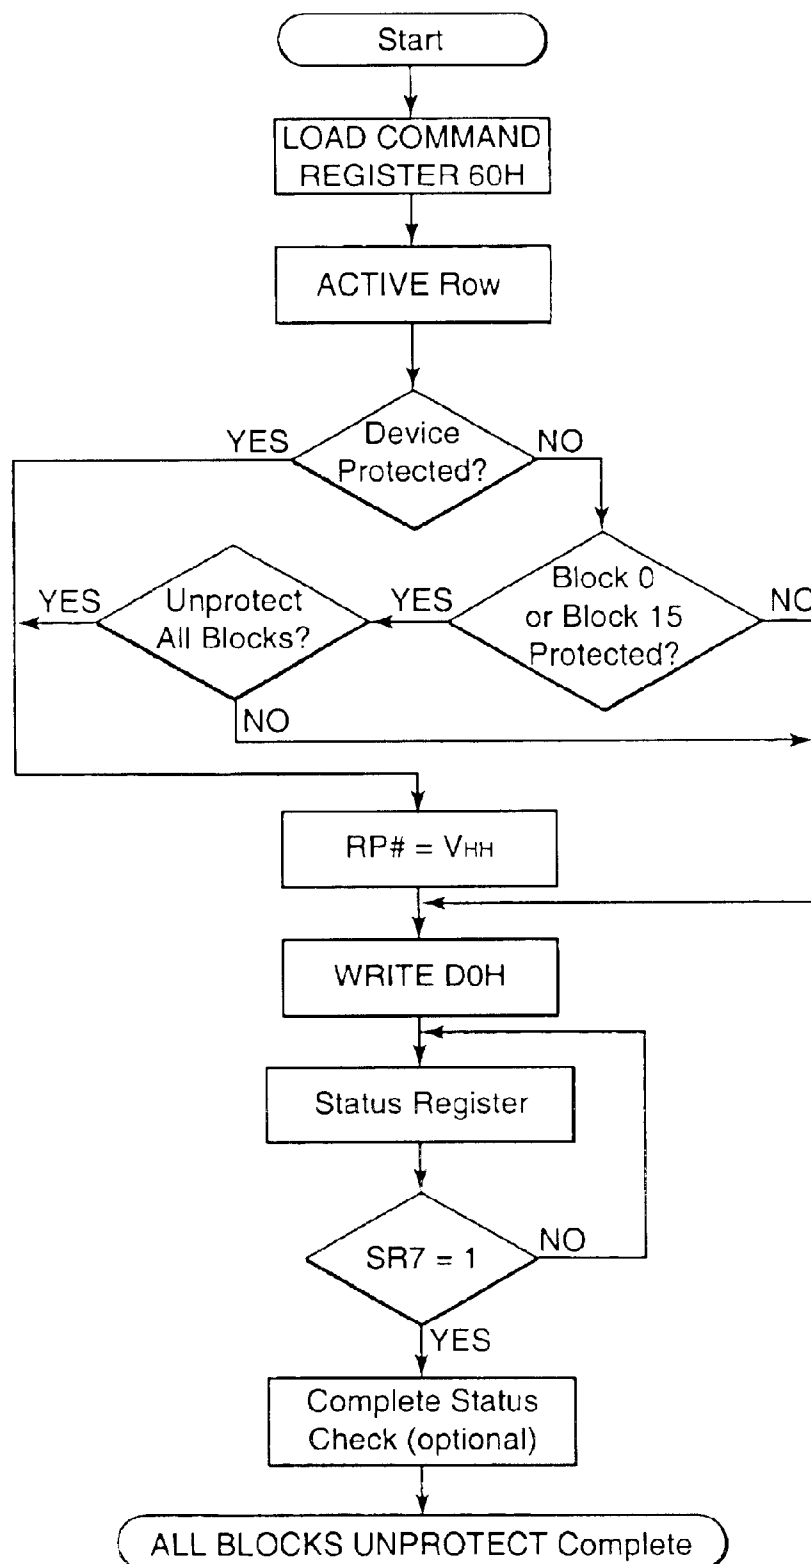 Start
LOAD COMMAND
REGISTER 60H
ACTIVE Row
YES
Device
Protected?
NO
YES
Unprotect
All Blocks?
YES
Block 0
or Block 15
Protected?
NO
NO
RP# = VHH
WRITE D0H
Status Register
SR7 = 1
NO
YES
Complete Status
Check (optional)
ALL BLOCKS UNPROTECT Complete